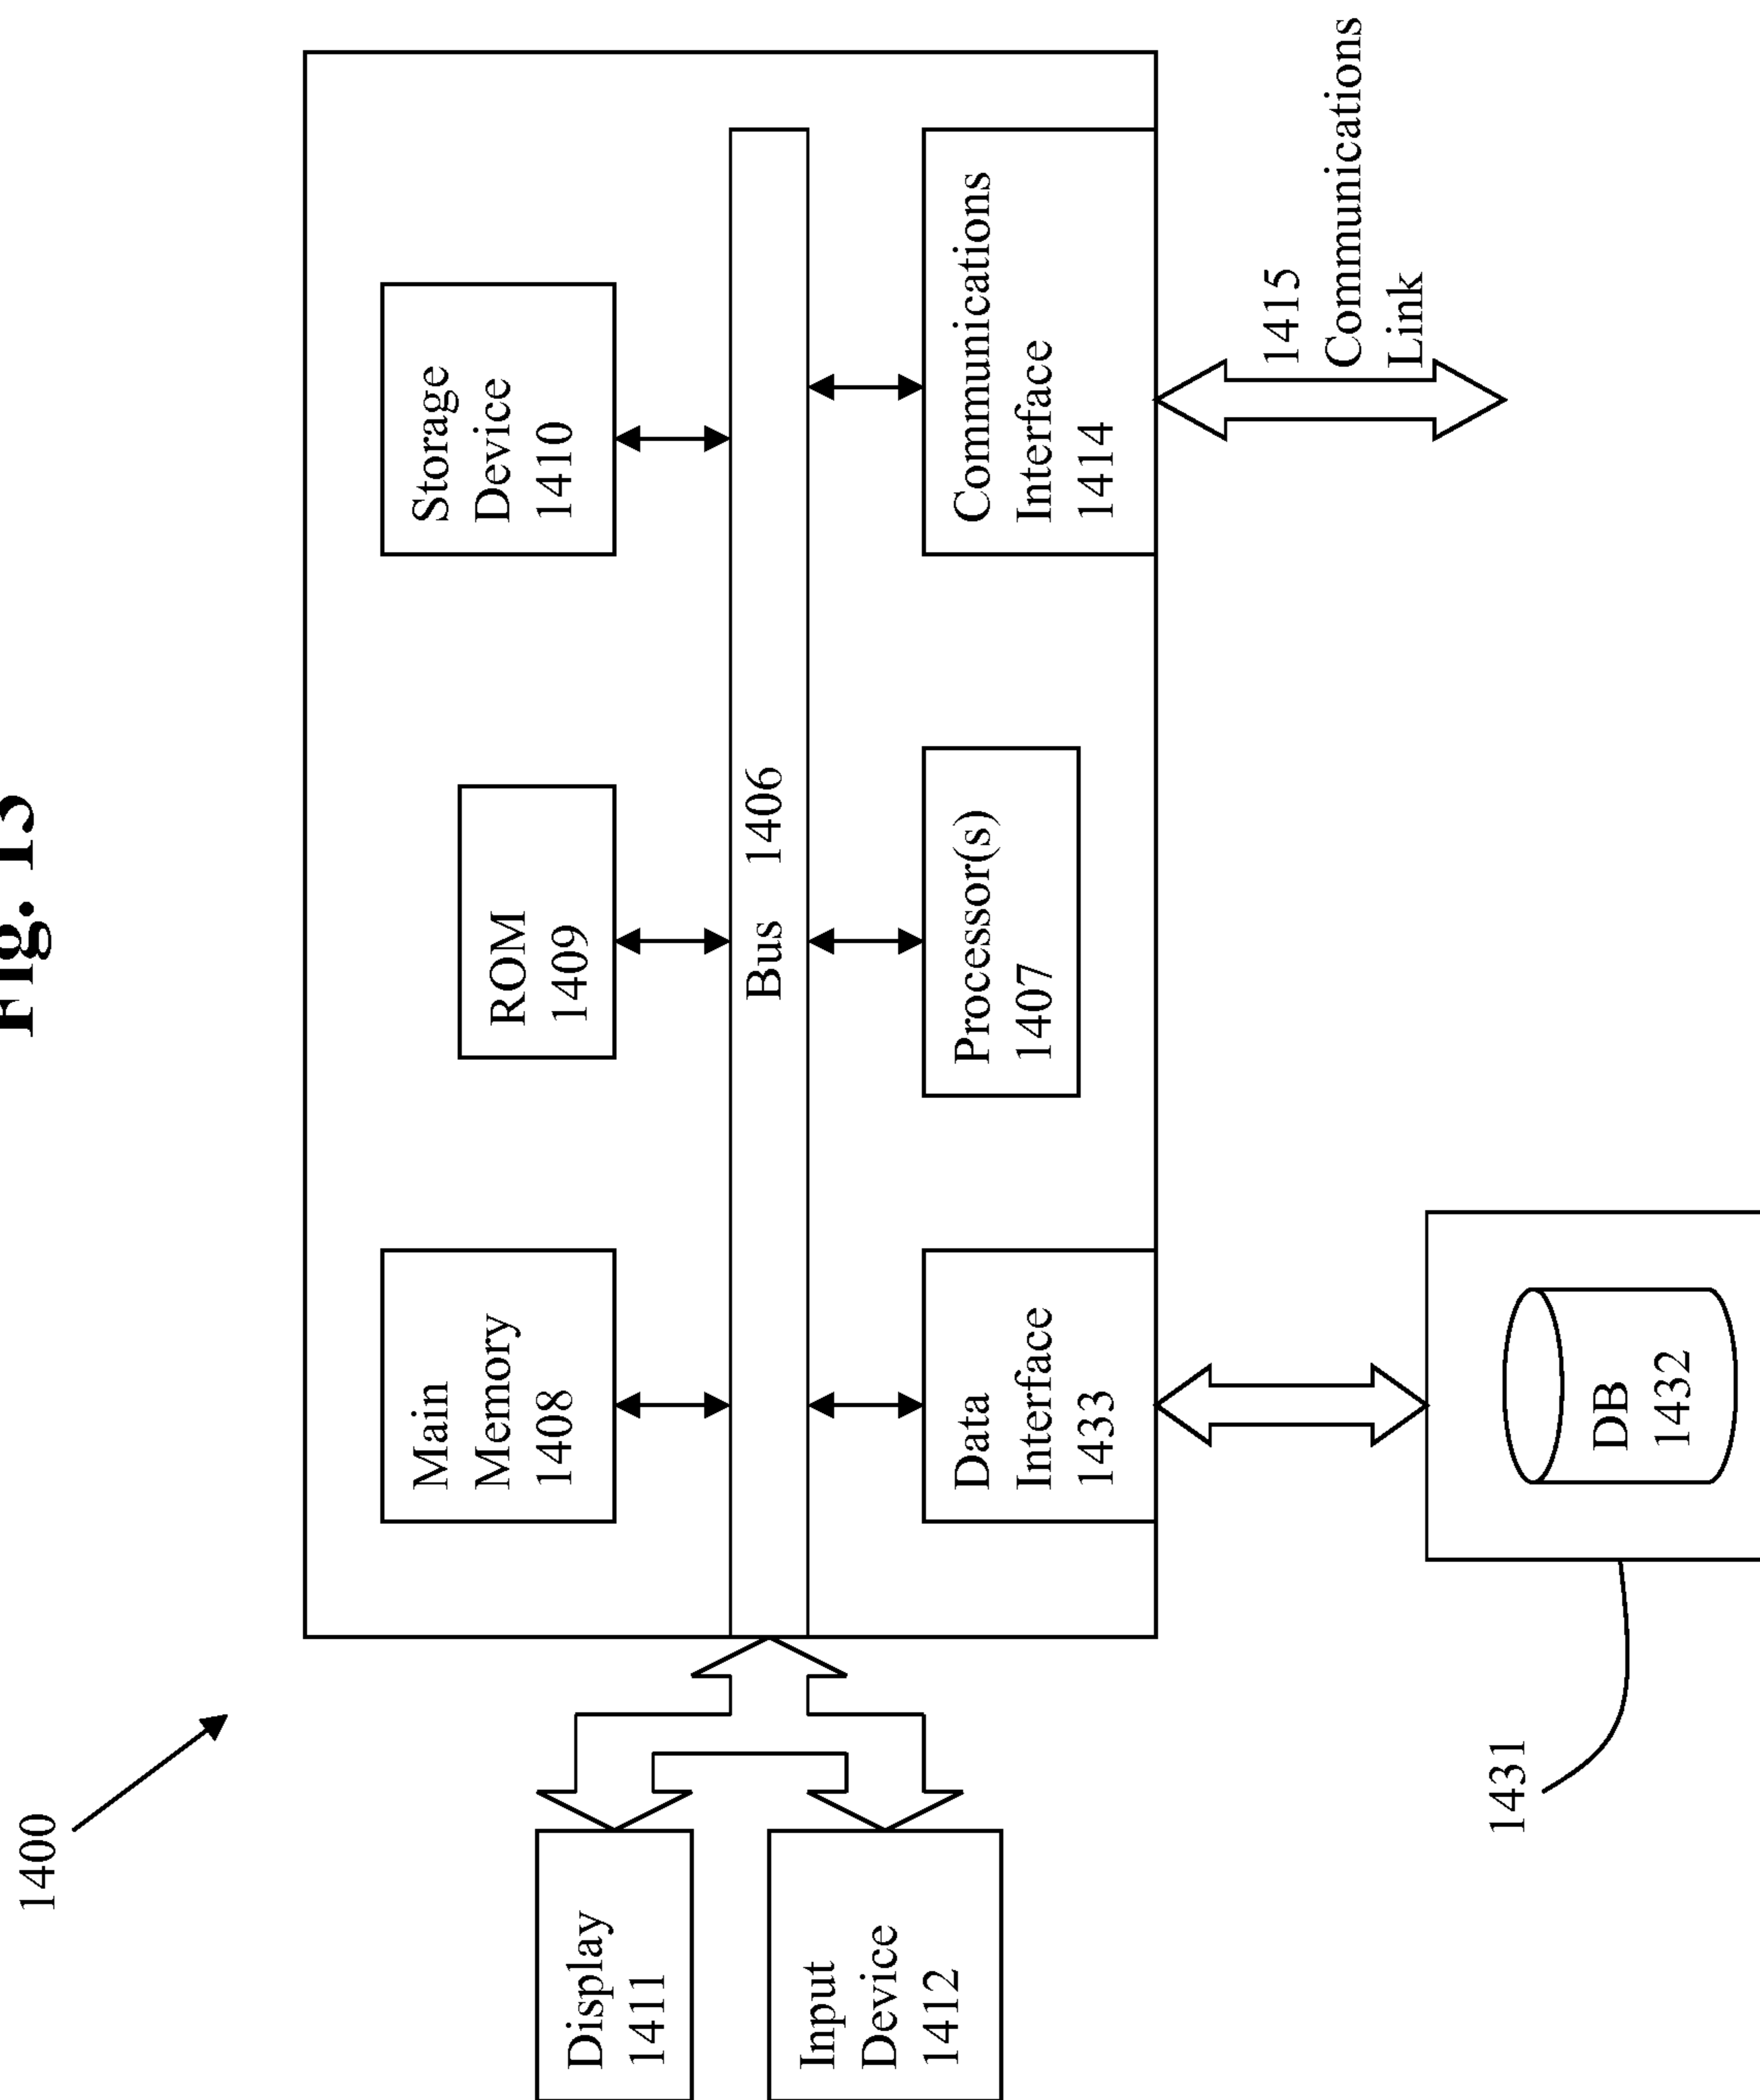 Fig. 13
1400
Main
Memory
1408
ROM
1409
Storage
Device
1410
Display
1411
Bus 1406
Input
Device
1412
Data
Interface
1433
Processor(s)
1407
Communications
Interface
1414
1415
Communications
Link
1431
DB
1432